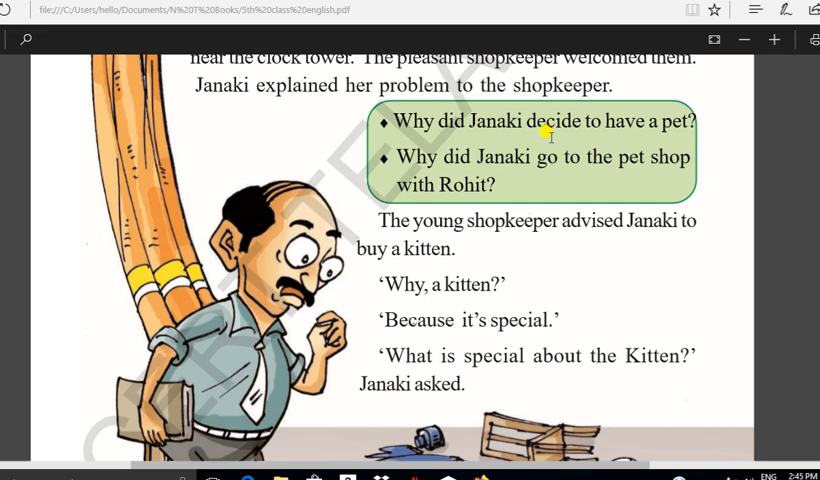 file:///C:/Users/hello/Documents/N%20T%20Books/5th%20class%20english.pdf
near the clock tower. The pleasant shopkeeper welcomed them.
Janaki explained her problem to the shopkeeper.
♦ Why did Janaki decide to have a pet?
♦ Why did Janaki go to the pet shop
with Rohit?
The young shopkeeper advised Janaki to
buy a kitten.
‘Why, a kitten?’
‘Because it’s special.’
‘What is special about the Kitten?’
Janaki asked.
ENG 2:45 PM